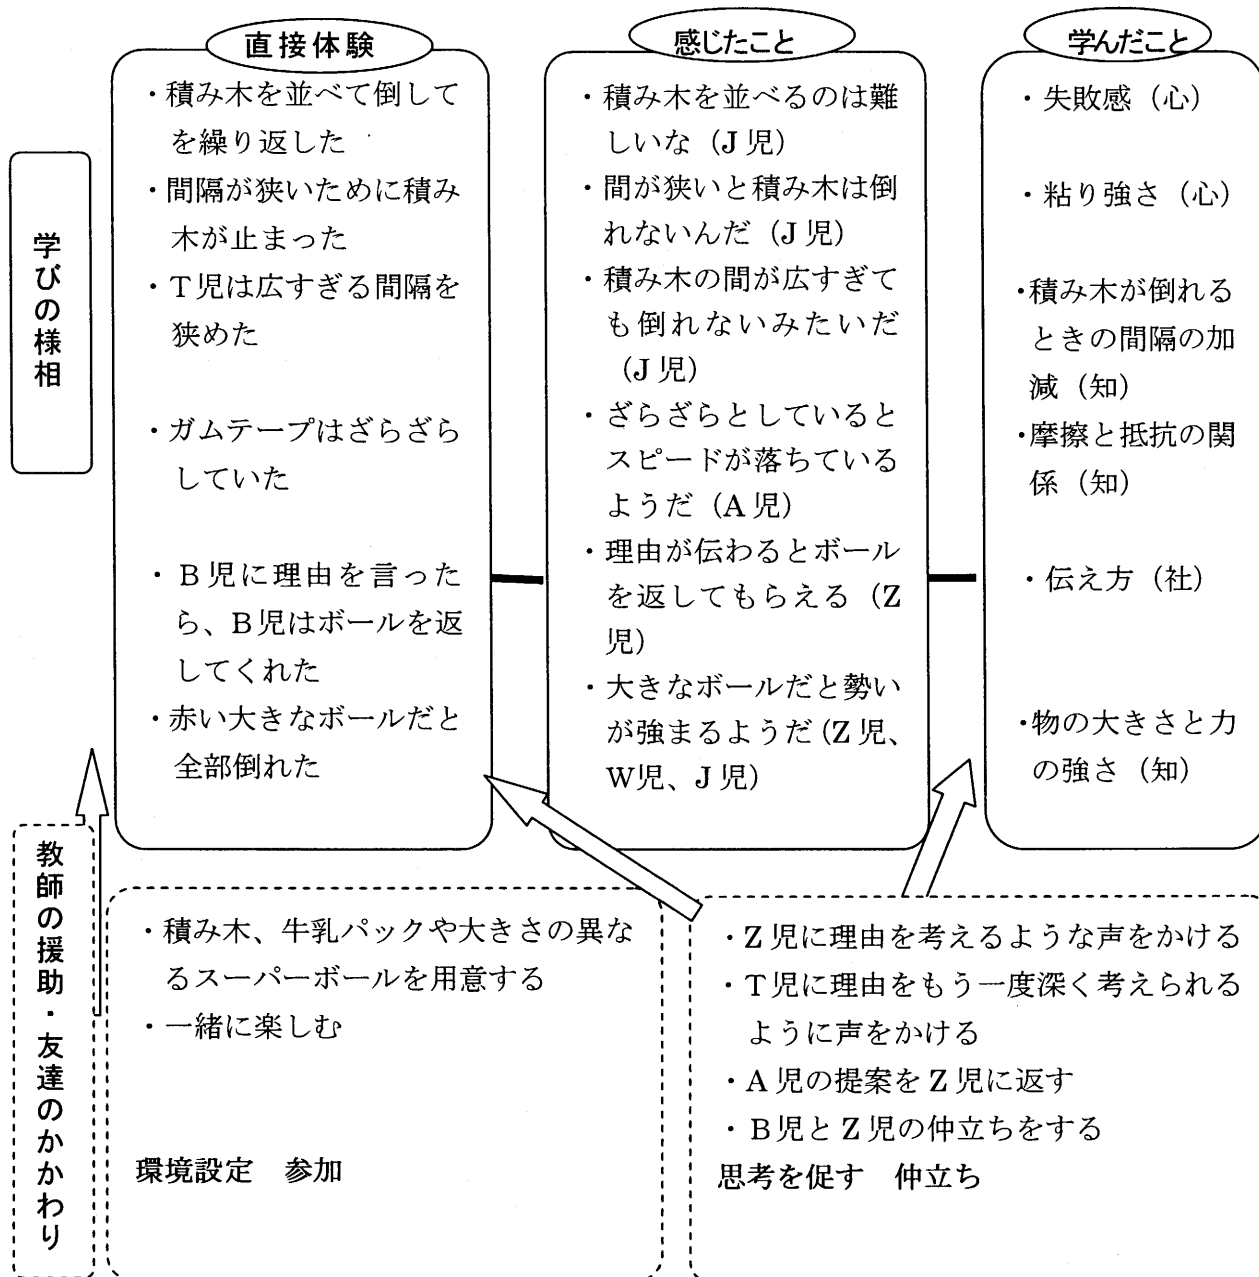 直接体験
・積み木を並べて倒して
を繰り返した
・間隔が狭いために積み
木が止まった
・T児は広すぎる間隔を
狭めた
・ガムテープはざらざら
していた
・B児に理由を言った
ら、B児はボールを返
してくれた
・赤い大きなボールだと
全部倒れた
感じたこと
・積み木を並べるのは難
しいな（J児）
・間が狭いと積み木は倒
れないんだ（J児）
・積み木の間が広すぎて
も倒れないみたいだ
（J児）
・ざらざらとしていると
スピードが落ちている
ようだ（A児）
・理由が伝わるとボール
を返してもらえる（Z
児）
・大きなボールだと勢い
が強まるようだ（Z児、
W児、J児）
学んだこと
・失敗感（心）
・粘り強さ（心）
・積み木が倒れる
ときの間隔の加
減（知）
・摩擦と抵抗の関
係（知）
・伝え方（社）
・物の大きさと力
の強さ（知）
学びの様相
教師の援助・友達のかかわり
・積み木、牛乳パックや大きさの異な
るスーパーボールを用意する
・一緒に楽しむ
環境設定　参加
・Z児に理由を考えるような声をかける
・T児に理由をもう一度深く考えられる
ように声をかける
・A児の提案をZ児に返す
・B児とZ児の仲立ちをする
思考を促す　仲立ち